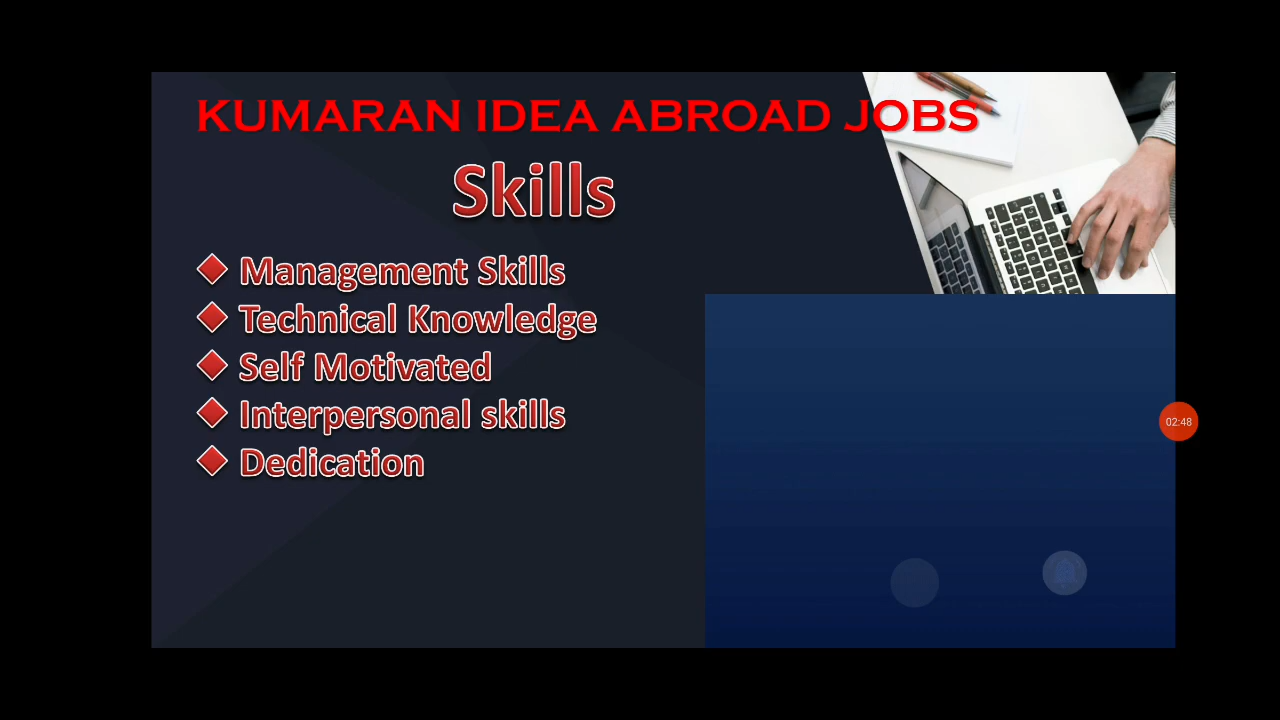 KUMARAN IDEA ABROAD JOBS
Skills
Management Skills
Technical Knowledge
Self Motivated
Interpersonal skills
Dedication
02:48